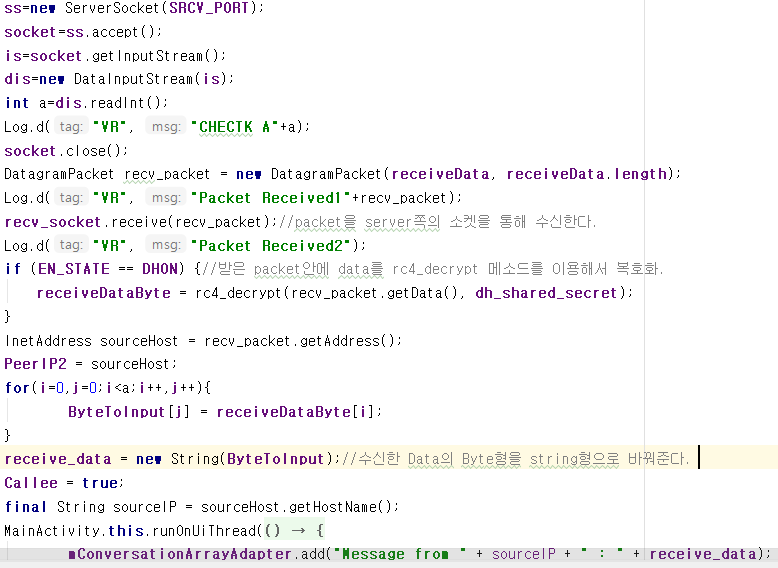 ss=new ServerSocket(SRCV_PORT);
socket=ss.accept();
is=socket.getInputStream();
dis=new DataInputStream(is);
int a=dis.readInt();
Log.d( tag: "VR", msg: "CHECTK A"+a);
socket.close();
DatagramPacket recv_packet = new DatagramPacket(receiveData, receiveData.length);
Log.d( tag: "VR", msg: "Packet Received1"+recv_packet);
recv_socket.receive(recv_packet);//packet을 server쪽의 소켓을 통해 수신한다.
Log.d( tag: "VR", msg: "Packet Received2");
if (EN_STATE == DHON) {//받은 packet안에 data를 rc4_decrypt 메소드를 이용해서 복호화.
receiveDataByte = rc4_decrypt(recv_packet.getData(), dh_shared_secret);
}
InetAddress sourceHost = recv_packet.getAddress();
PeerIP2 = sourceHost;
for(i=0,j=0;i<a;i++,j++){
ByteToInput[j] = receiveDataByte[i];
}
receive_data = new String(ByteToInput);//수신한 Data의 Byte형을 string형으로 바꿔준다.
Callee = true;
final String sourceIP = sourceHost.getHostName();
MainActivity.this.runOnUiThread(() → {
mConversationArrayAdapter.add("Message from " + sourceIP + " : " + receive_data);